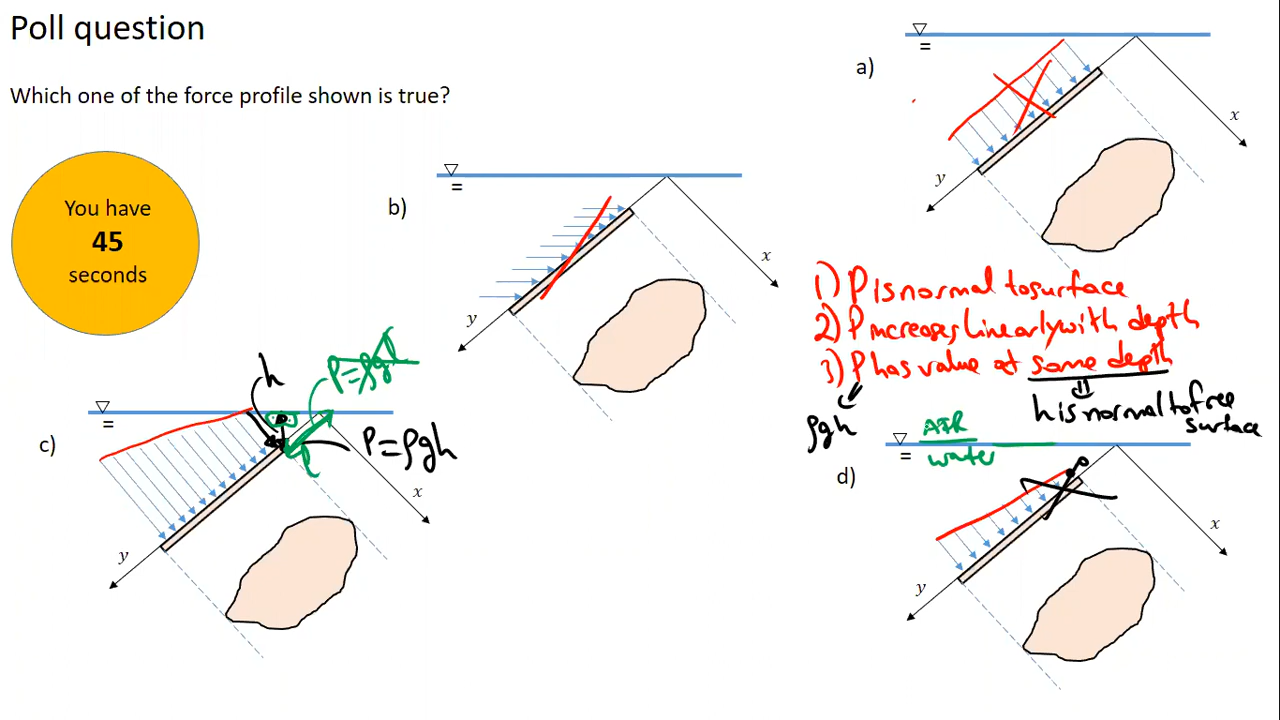 Poll question
Which one of the force profile shown is true?
You have
45
seconds
a)
x
y
b)
x
y
1) P is normal to surface
2) P increases linearly with depth
3) P has value at same depth
h is normal to free
surface
ρgh
c)
h
P=ρgl
P=ρgh
l
x
y
d)
AIR
water
x
y